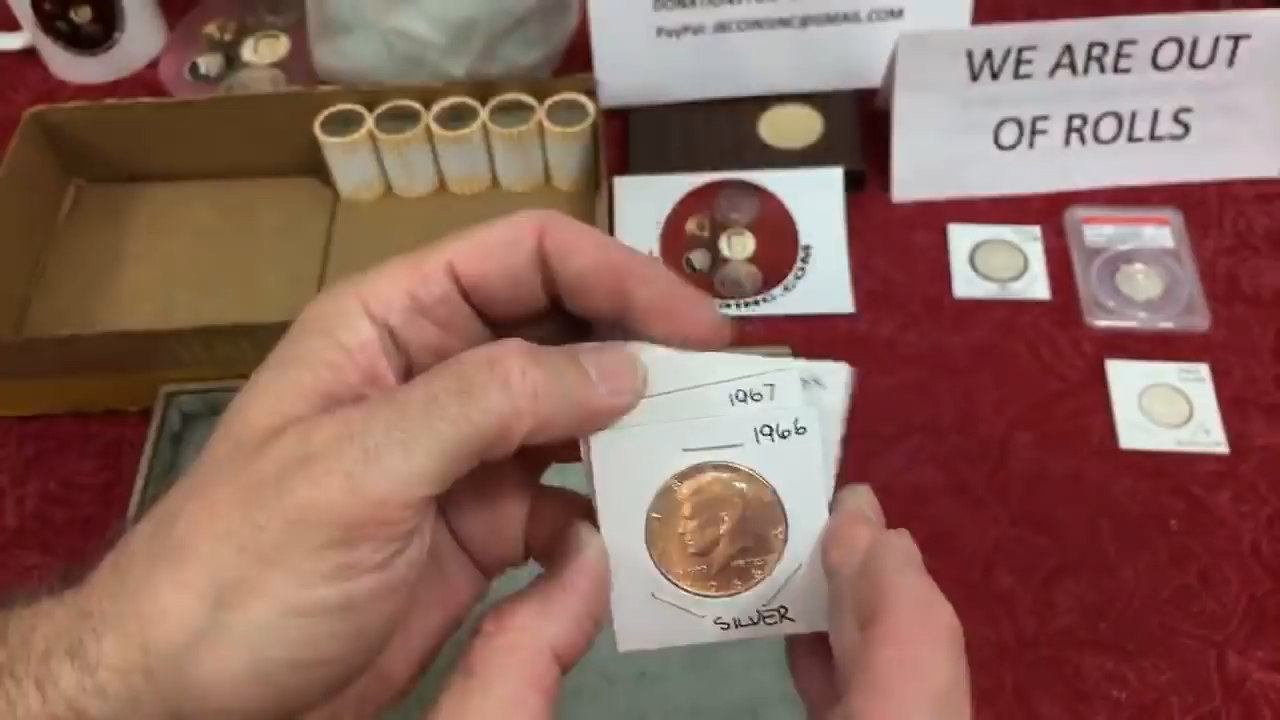 PayPal: JBCOINSINC@GMAIL.COM
WE ARE OUT
OF ROLLS
1967
1966
SILVER